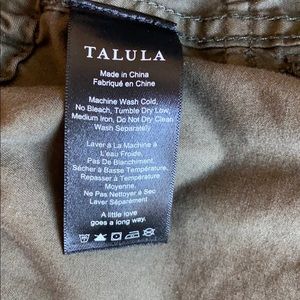 TALULA
Made in China
Fabriqué en Chine
Machine Wash Cold,
No Bleach, Tumble Dry Low,
Medium Iron, Do Not Dry Clean
Wash Separately
Laver À La Machine À
L'eau Froide,
Pas De Blanchiment,
Sécher à Basse Température,
Repasser à Température
Moyenne,
Ne Pas Nettoyer à Sec
Laver Séparément
A little love
goes a long way.